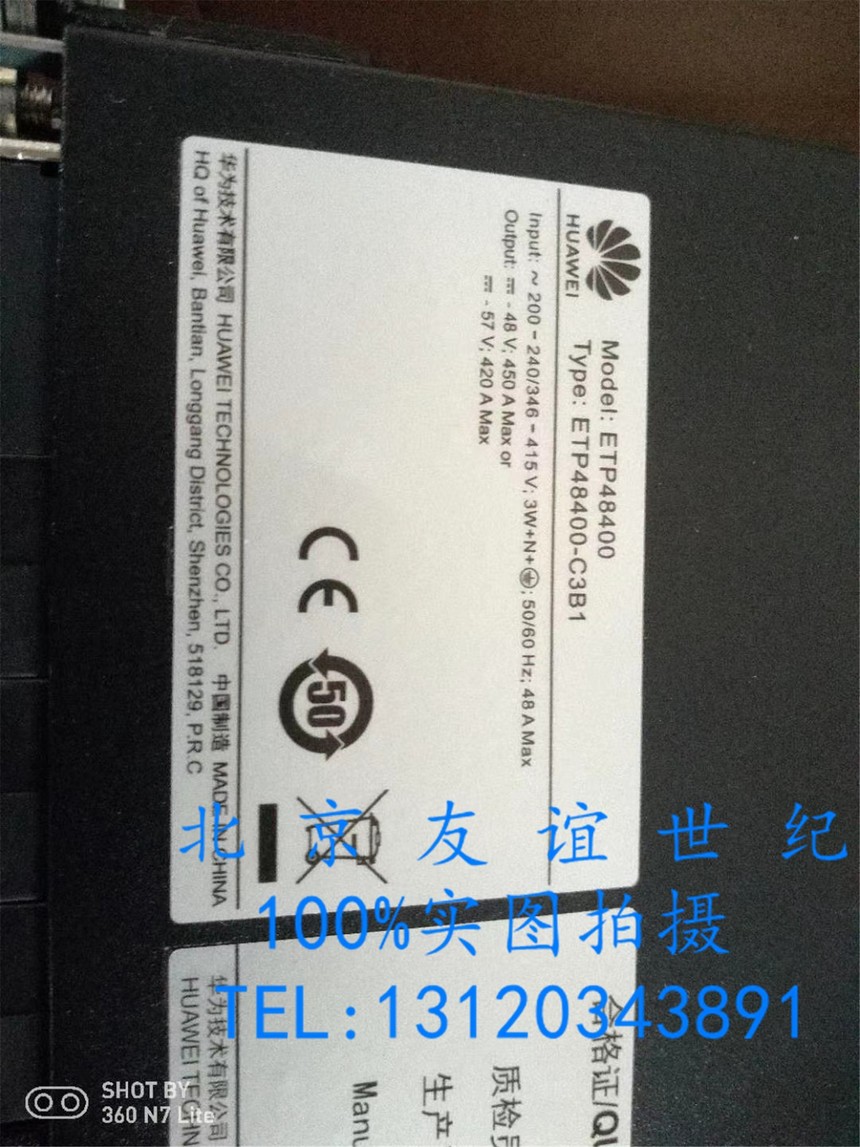 HUAWEI
Model: ETP48400
Type: ETP48400-C3B1
Input: ~ 200 - 240/346 - 415 V; 3W+N+⏚; 50/60 Hz; 48 A Max
Output: ⎓ - 48 V; 450 A Max or
⎓ - 57 V; 420 A Max
CE
50
华为技术有限公司 HUAWEI TECHNOLOGIES CO., LTD. 中国制造 MADE IN CHINA
HQ of Huawei, Bantian, Longgang District, Shenzhen, 518129, P.R.C
合格证/QU
质检员
生产
Manu
华为技术有限公司
HUAWEI TECHN
北京友谊世纪
100%实图拍摄
TEL:13120343891
SHOT BY
360 N7 Lite